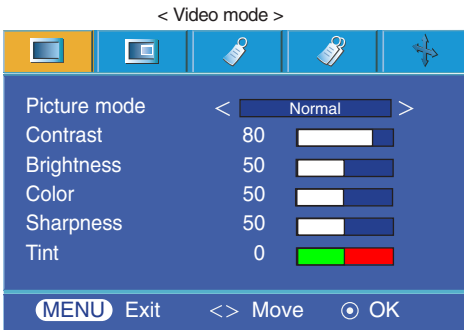 < Video mode >
Picture mode < Normal >
Contrast 80
Brightness 50
Color 50
Sharpness 50
Tint 0
MENU Exit <> Move ⊙ OK